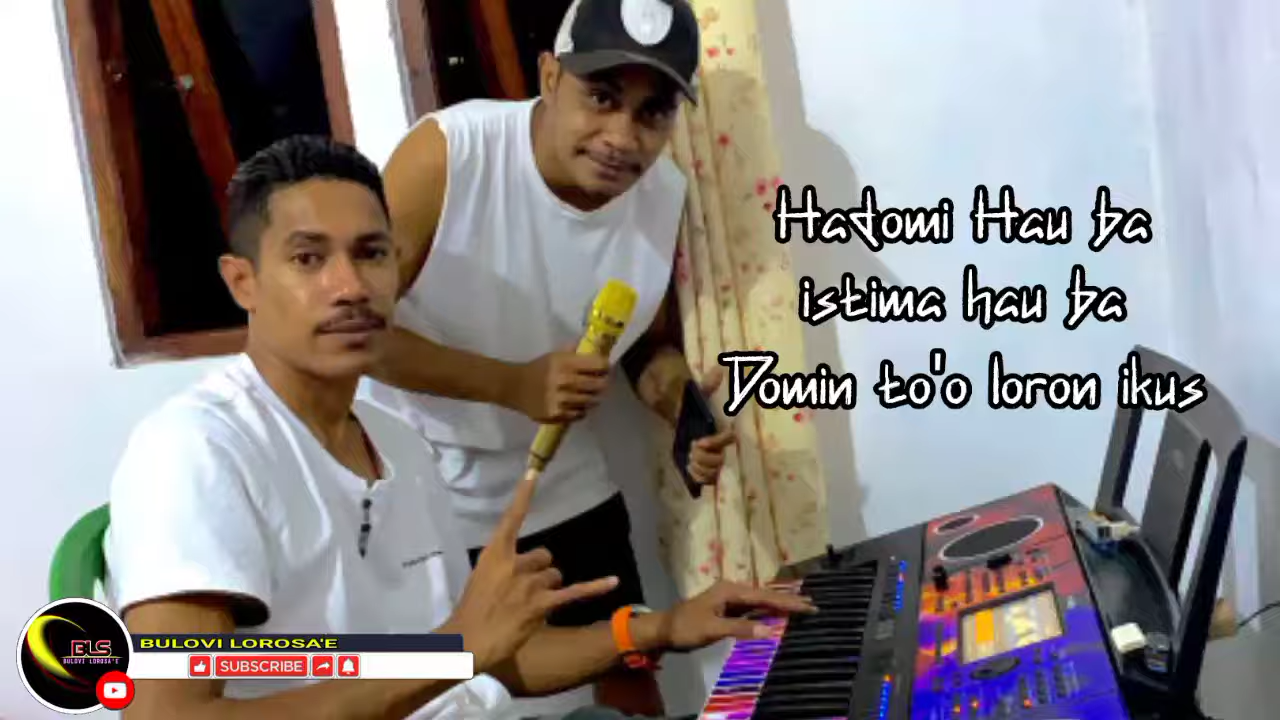 Hadomi Hau ba
istima hau ba
Domin to'o loron ikus
BLS
BULOVI LOROSA'E
BULOVI LOROSA'E
SUBSCRIBE